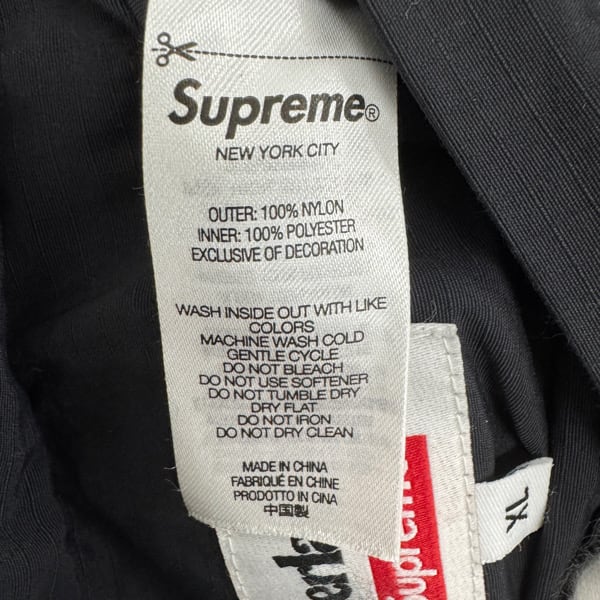 Supreme®
NEW YORK CITY
OUTER: 100% NYLON
INNER: 100% POLYESTER
EXCLUSIVE OF DECORATION
WASH INSIDE OUT WITH LIKE
COLORS
MACHINE WASH COLD
GENTLE CYCLE
DO NOT BLEACH
DO NOT USE SOFTENER
DO NOT TUMBLE DRY
DRY FLAT
DO NOT IRON
DO NOT DRY CLEAN
MADE IN CHINA
FABRIQUÉ EN CHINE
PRODOTTO IN CINA
中国製
Supreme
XL